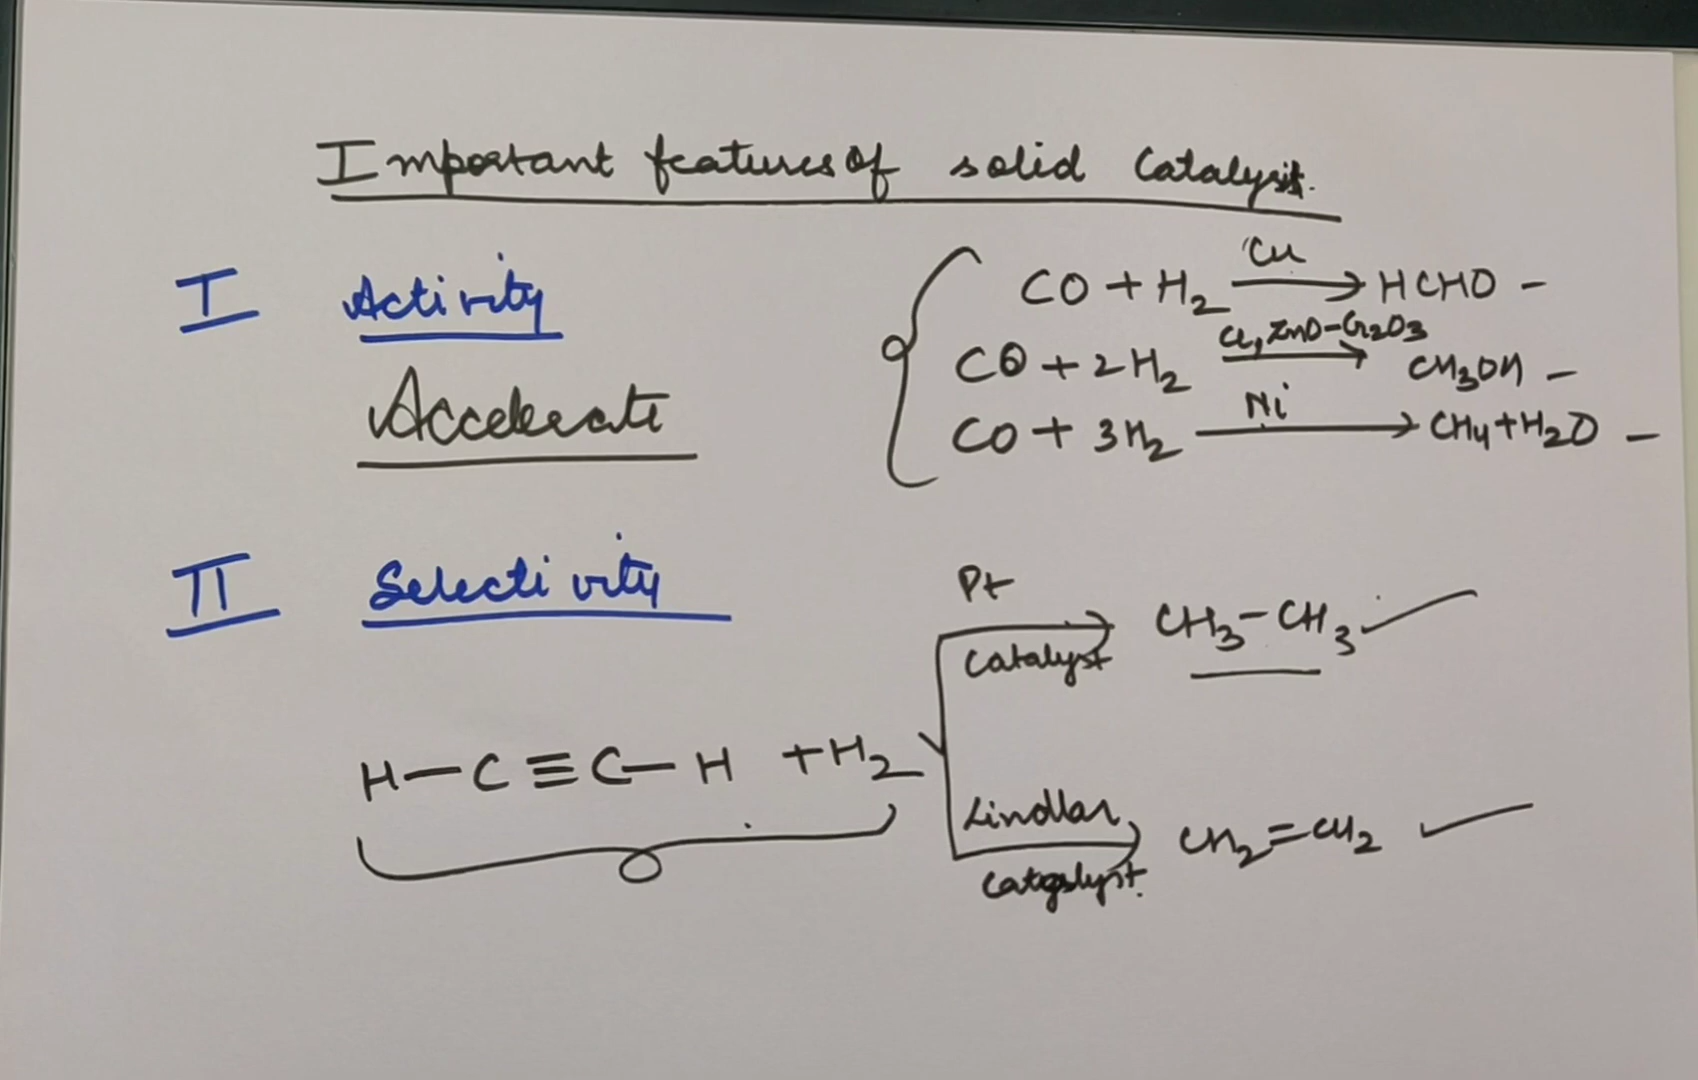 Important features of solid Catalysts.
I Activity
Accelerate
CO + H2 Cu → HCHO -
CO + 2H2 Cu, ZnO-Cr2O3 → CH3OH -
CO + 3H2 Ni → CH4 + H2O -
II Selectivity
Pt
Catalyst → CH3-CH3 ✓
H-C≡C-H + H2
Lindlar
Catalyst. → CH2=CH2 ✓